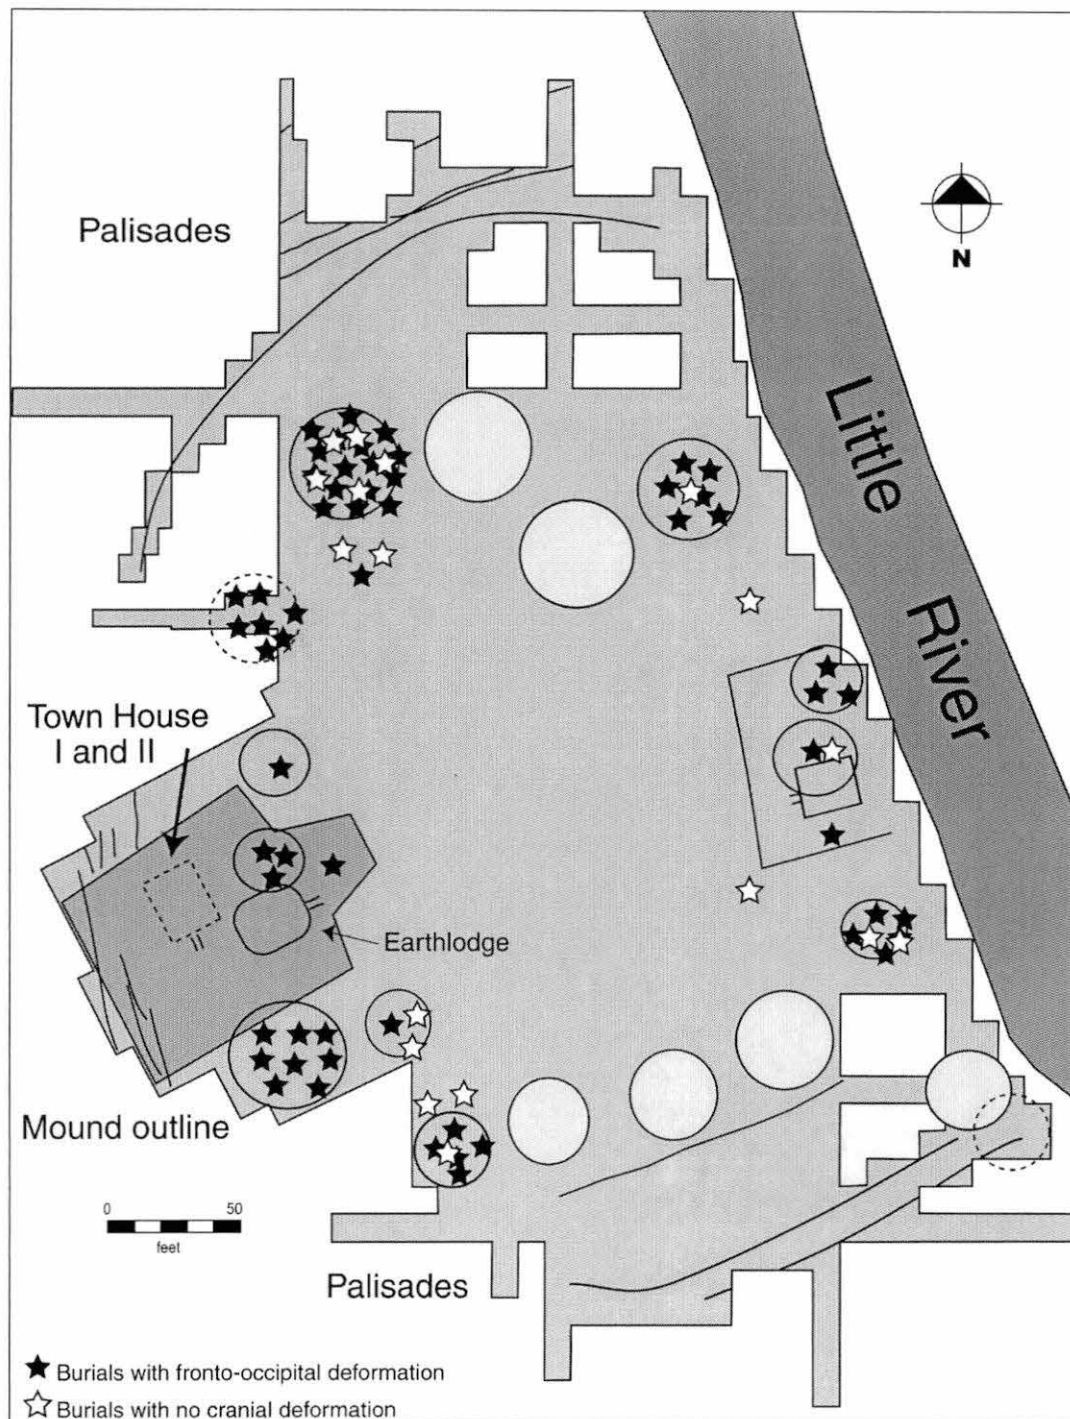 Palisades
N
Little
River
Town House
I and II
Earthlodge
Mound outline
0 50
feet
Palisades
Burials with fronto-occipital deformation
Burials with no cranial deformation